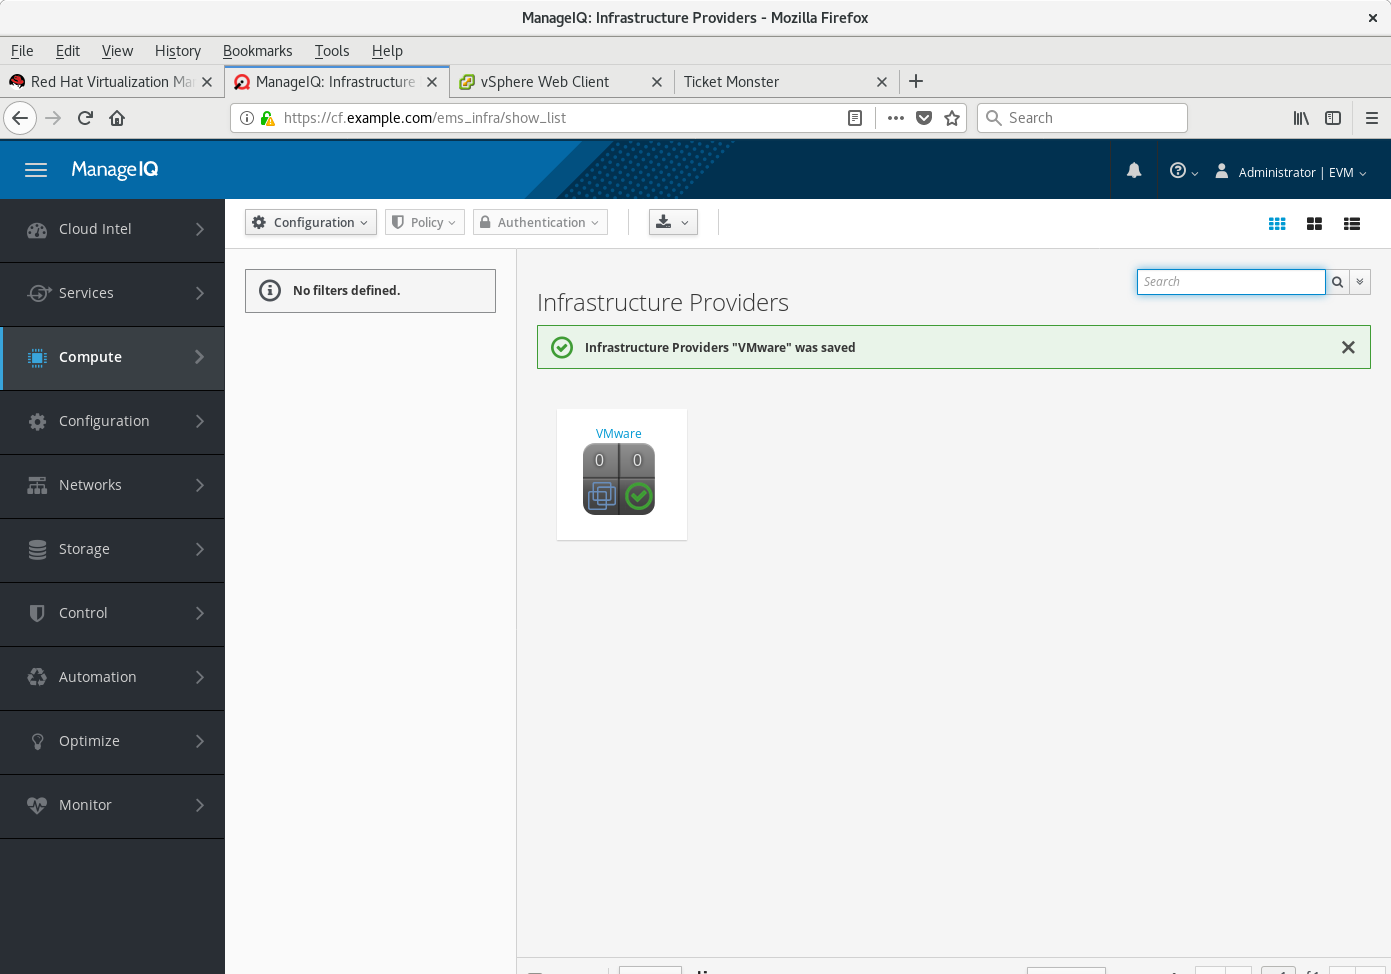 ManageIQ: Infrastructure Providers - Mozilla Firefox
File Edit View History Bookmarks Tools Help
Red Hat Virtualization Ma
ManageIQ: Infrastructure
vSphere Web Client
Ticket Monster
https://cf.example.com/ems_infra/show_list
Search
ManageIQ
Administrator | EVM
Cloud Intel
Services
Compute
Configuration
Networks
Storage
Control
Automation
Optimize
Monitor
Configuration
Policy
Authentication
No filters defined.
Search
Infrastructure Providers
Infrastructure Providers "VMware" was saved
VMware
0 0